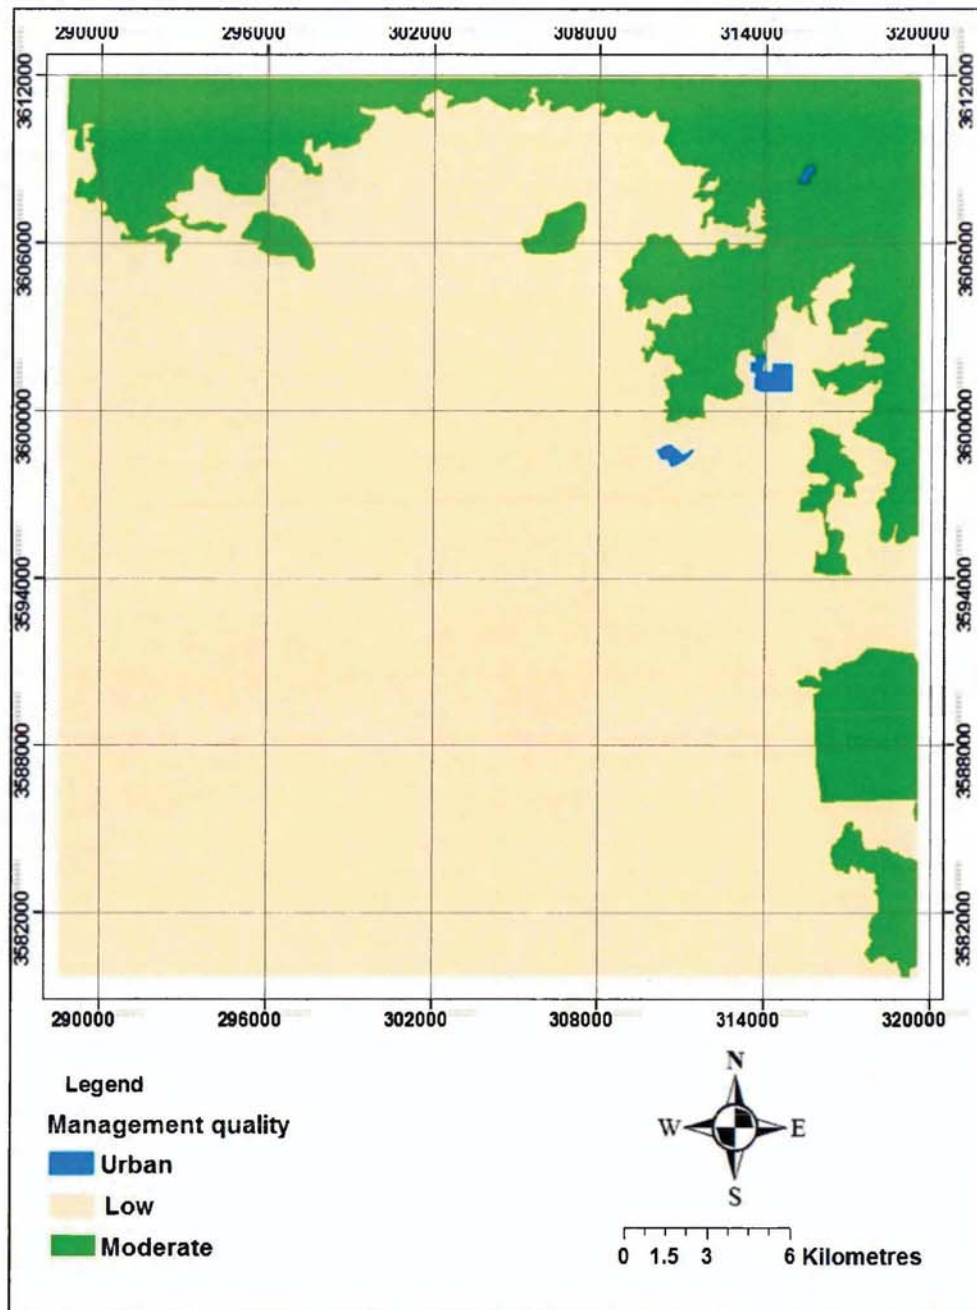 290000 296000 302000 308000 314000 320000
3612000 3612000
3606000 3606000
3600000 3600000
3594000 3594000
3588000 3588000
3582000 3582000
290000 296000 302000 308000 314000 320000
Legend
Management quality
Urban
Low
Moderate
N
W E
S
0 1.5 3 6 Kilometres